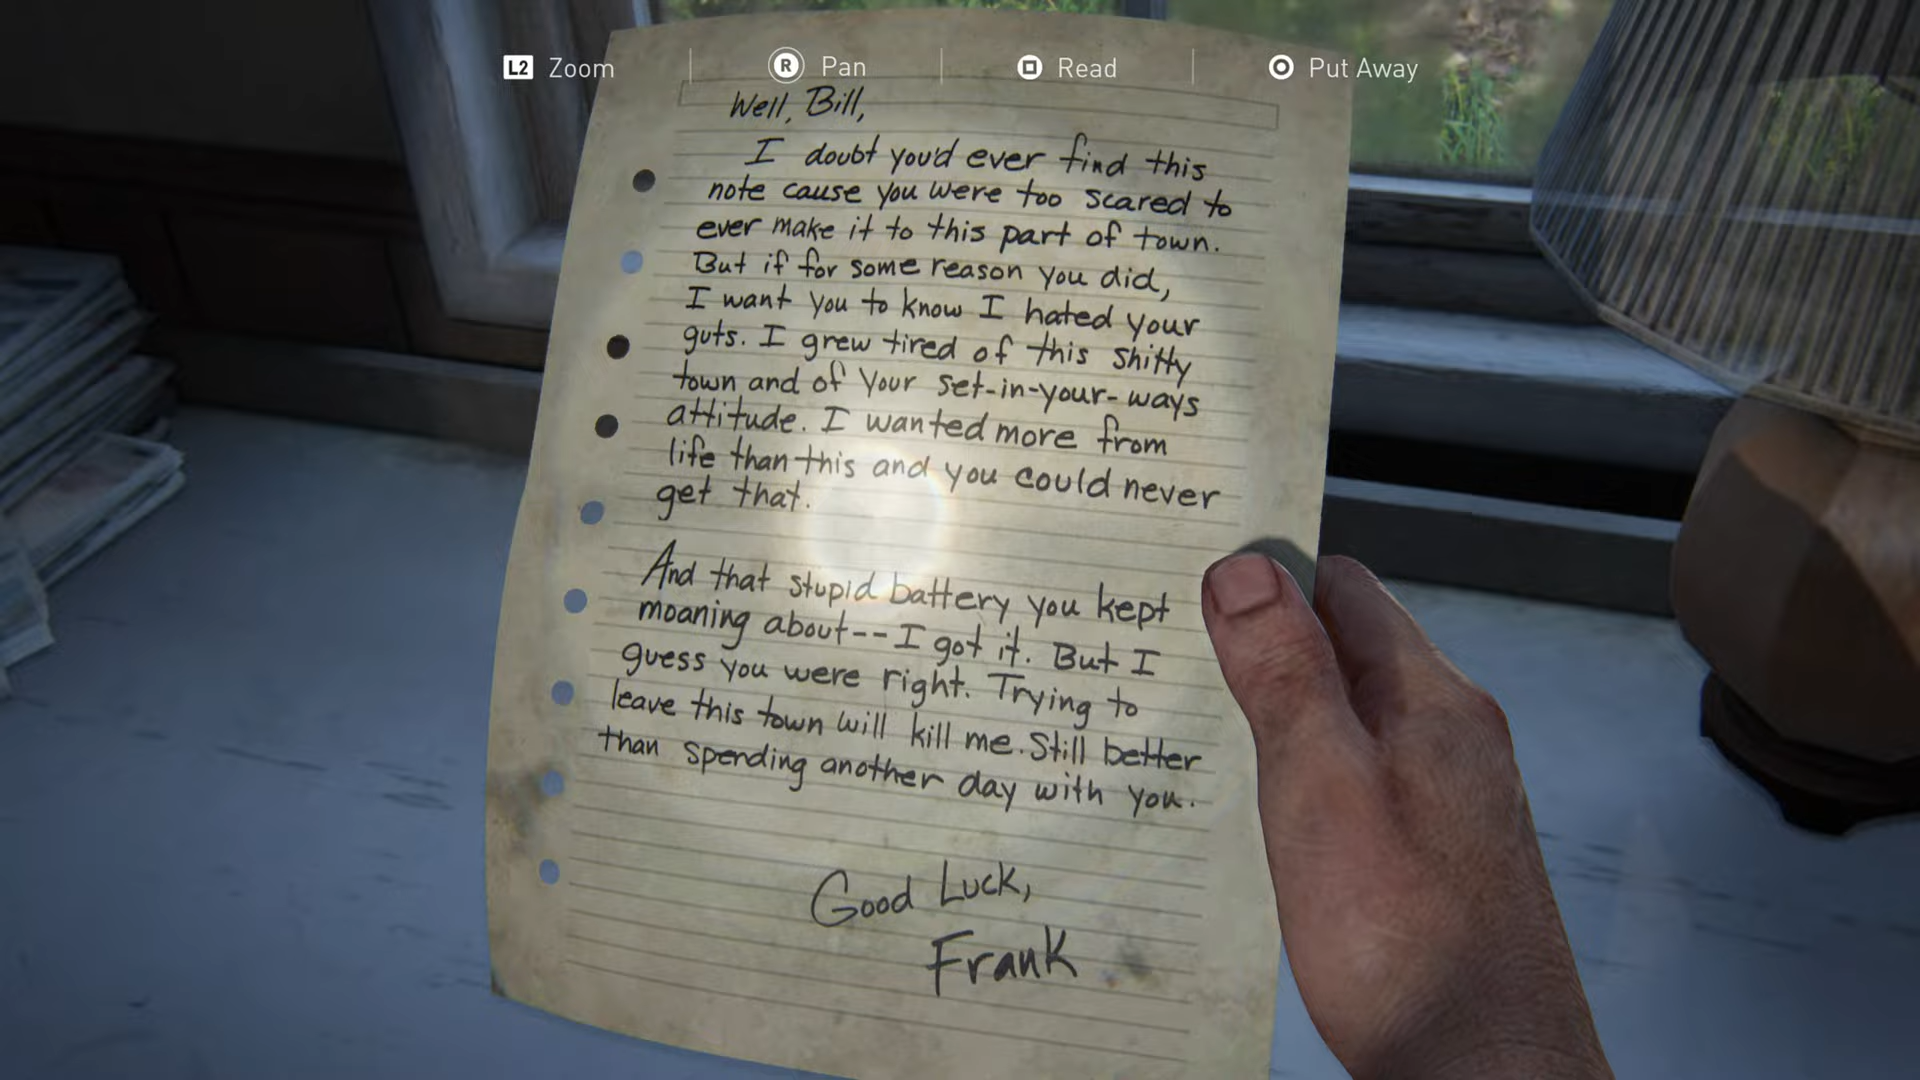 L2 Zoom R Pan Read Put Away
Well, Bill,
I doubt you'd ever find this
note cause you were too scared to
ever make it to this part of town.
But if for some reason you did,
I want you to know I hated your
guts. I grew tired of this shitty
town and of your set-in-your-ways
attitude. I wanted more from
life than this and you could never
get that.
And that stupid battery you kept
moaning about-- I got it. But I
guess you were right. Trying to
leave this town will kill me. Still better
than spending another day with you.
Good Luck,
Frank